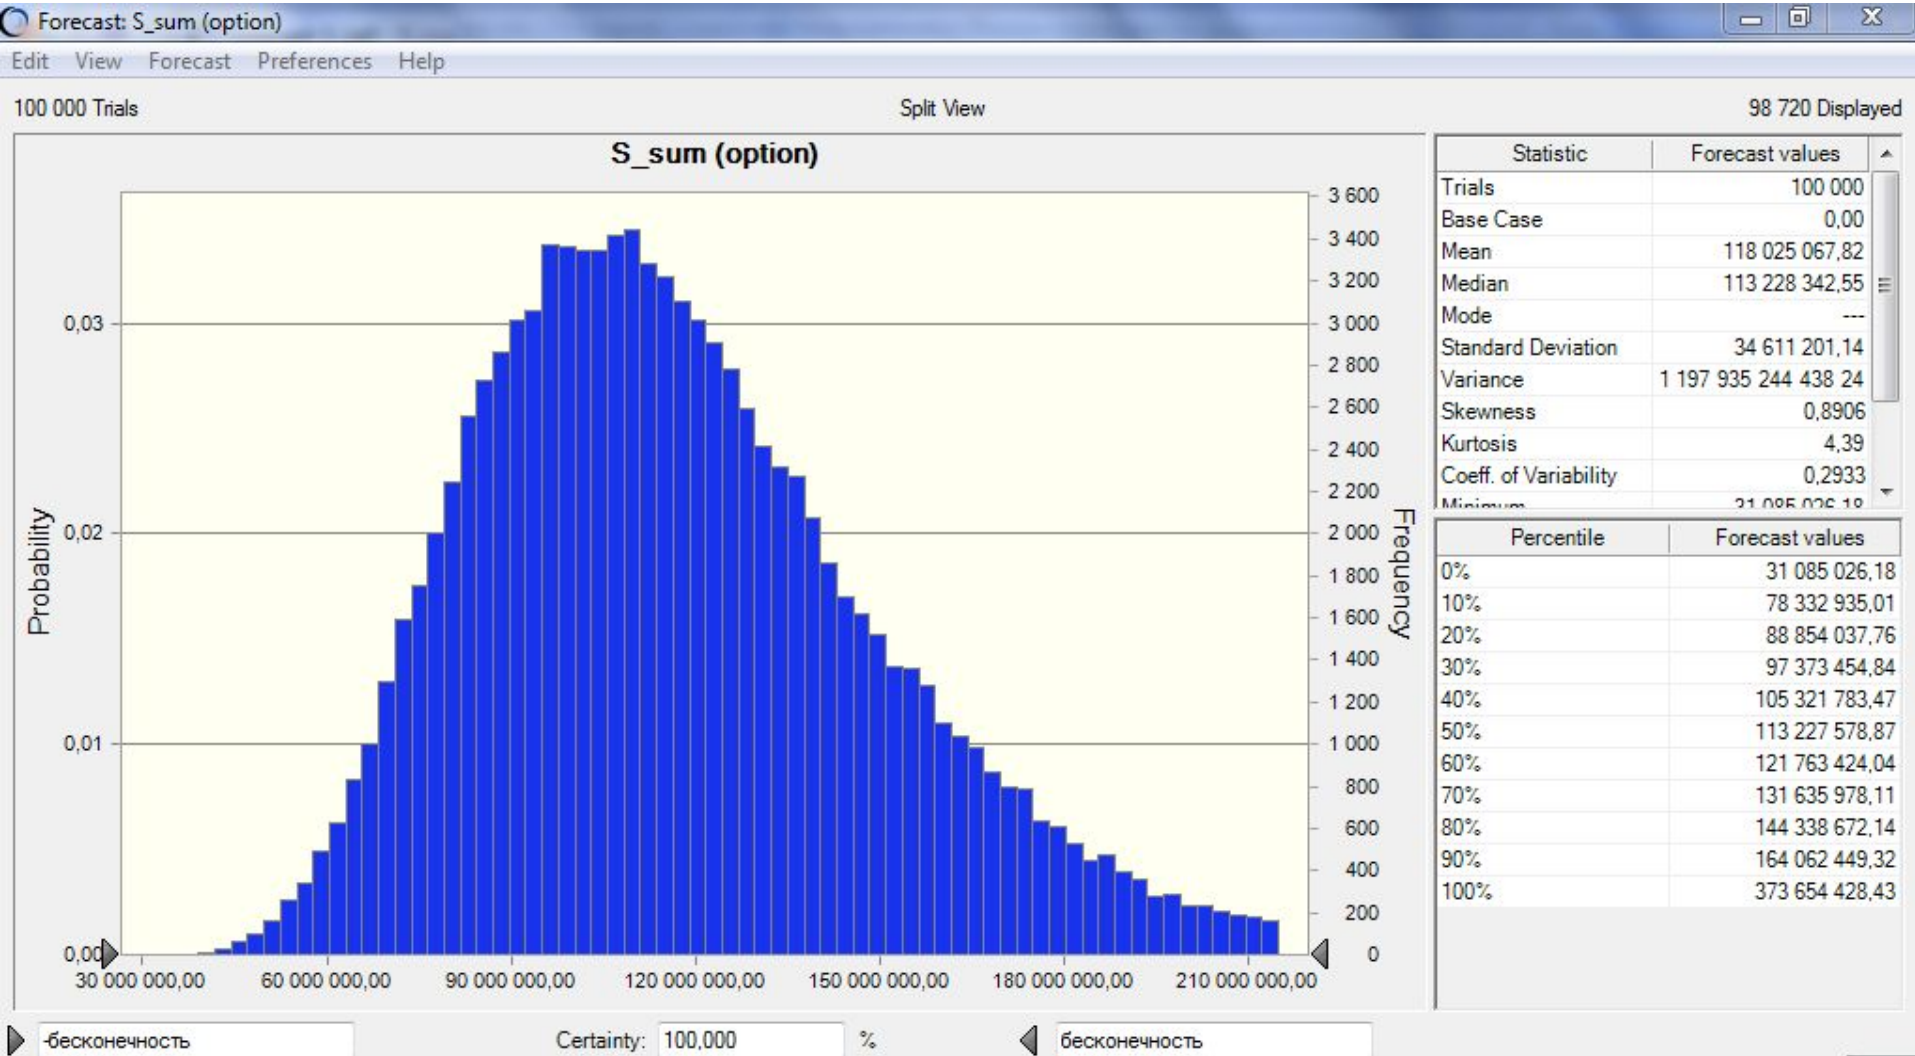 Forecast: S_sum (option)
Edit View Forecast Preferences Help
100 000 Trials Split View 98 720 Displayed
S_sum (option)
Probability
0,03
0,02
0,01
0,00
3 600
3 400
3 200
3 000
2 800
2 600
2 400
2 200
2 000
1 800
1 600
1 400
1 200
1 000
800
600
400
200
0
Frequency
30 000 000,00 60 000 000,00 90 000 000,00 120 000 000,00 150 000 000,00 180 000 000,00 210 000 000,00
Statistic Forecast values
Trials 100 000
Base Case 0,00
Mean 118 025 067,82
Median 113 228 342,55
Mode ---
Standard Deviation 34 611 201,14
Variance 1 197 935 244 438 24
Skewness 0,8906
Kurtosis 4,39
Coeff. of Variability 0,2933
Minimum 31 085 026,18
Percentile Forecast values
0% 31 085 026,18
10% 78 332 935,01
20% 88 854 037,76
30% 97 373 454,84
40% 105 321 783,47
50% 113 227 578,87
60% 121 763 424,04
70% 131 635 978,11
80% 144 338 672,14
90% 164 062 449,32
100% 373 654 428,43
-бесконечность Certainty: 100,000 % бесконечность